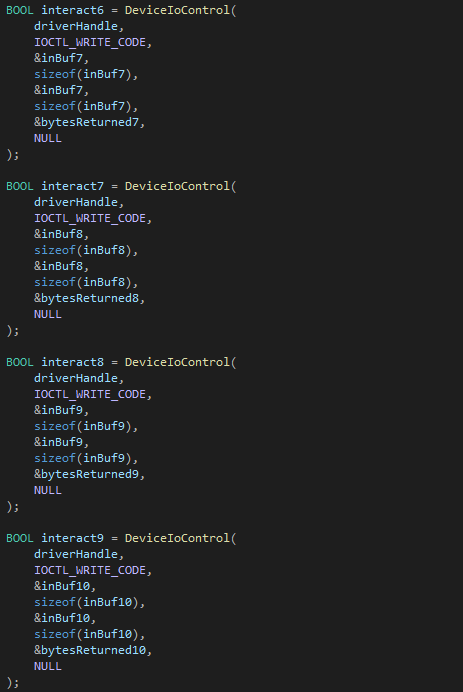 BOOL interact6 = DeviceIoControl(
    driverHandle,
    IOCTL_WRITE_CODE,
    &inBuf7,
    sizeof(inBuf7),
    &inBuf7,
    sizeof(inBuf7),
    &bytesReturned7,
    NULL
);
BOOL interact7 = DeviceIoControl(
    driverHandle,
    IOCTL_WRITE_CODE,
    &inBuf8,
    sizeof(inBuf8),
    &inBuf8,
    sizeof(inBuf8),
    &bytesReturned8,
    NULL
);
BOOL interact8 = DeviceIoControl(
    driverHandle,
    IOCTL_WRITE_CODE,
    &inBuf9,
    sizeof(inBuf9),
    &inBuf9,
    sizeof(inBuf9),
    &bytesReturned9,
    NULL
);
BOOL interact9 = DeviceIoControl(
    driverHandle,
    IOCTL_WRITE_CODE,
    &inBuf10,
    sizeof(inBuf10),
    &inBuf10,
    sizeof(inBuf10),
    &bytesReturned10,
    NULL
);